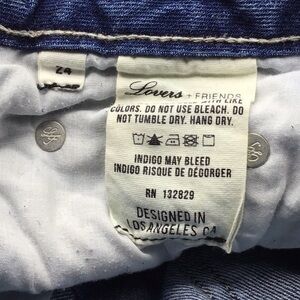 24
Lovers + FRIENDS
WITH LIKE
COLORS. DO NOT USE BLEACH. DO
NOT TUMBLE DRY. HANG DRY.
INDIGO MAY BLEED
INDIGO RISQUE DE DÉGORGER
RN 132829
DESIGNED IN
LOS ANGELES CA